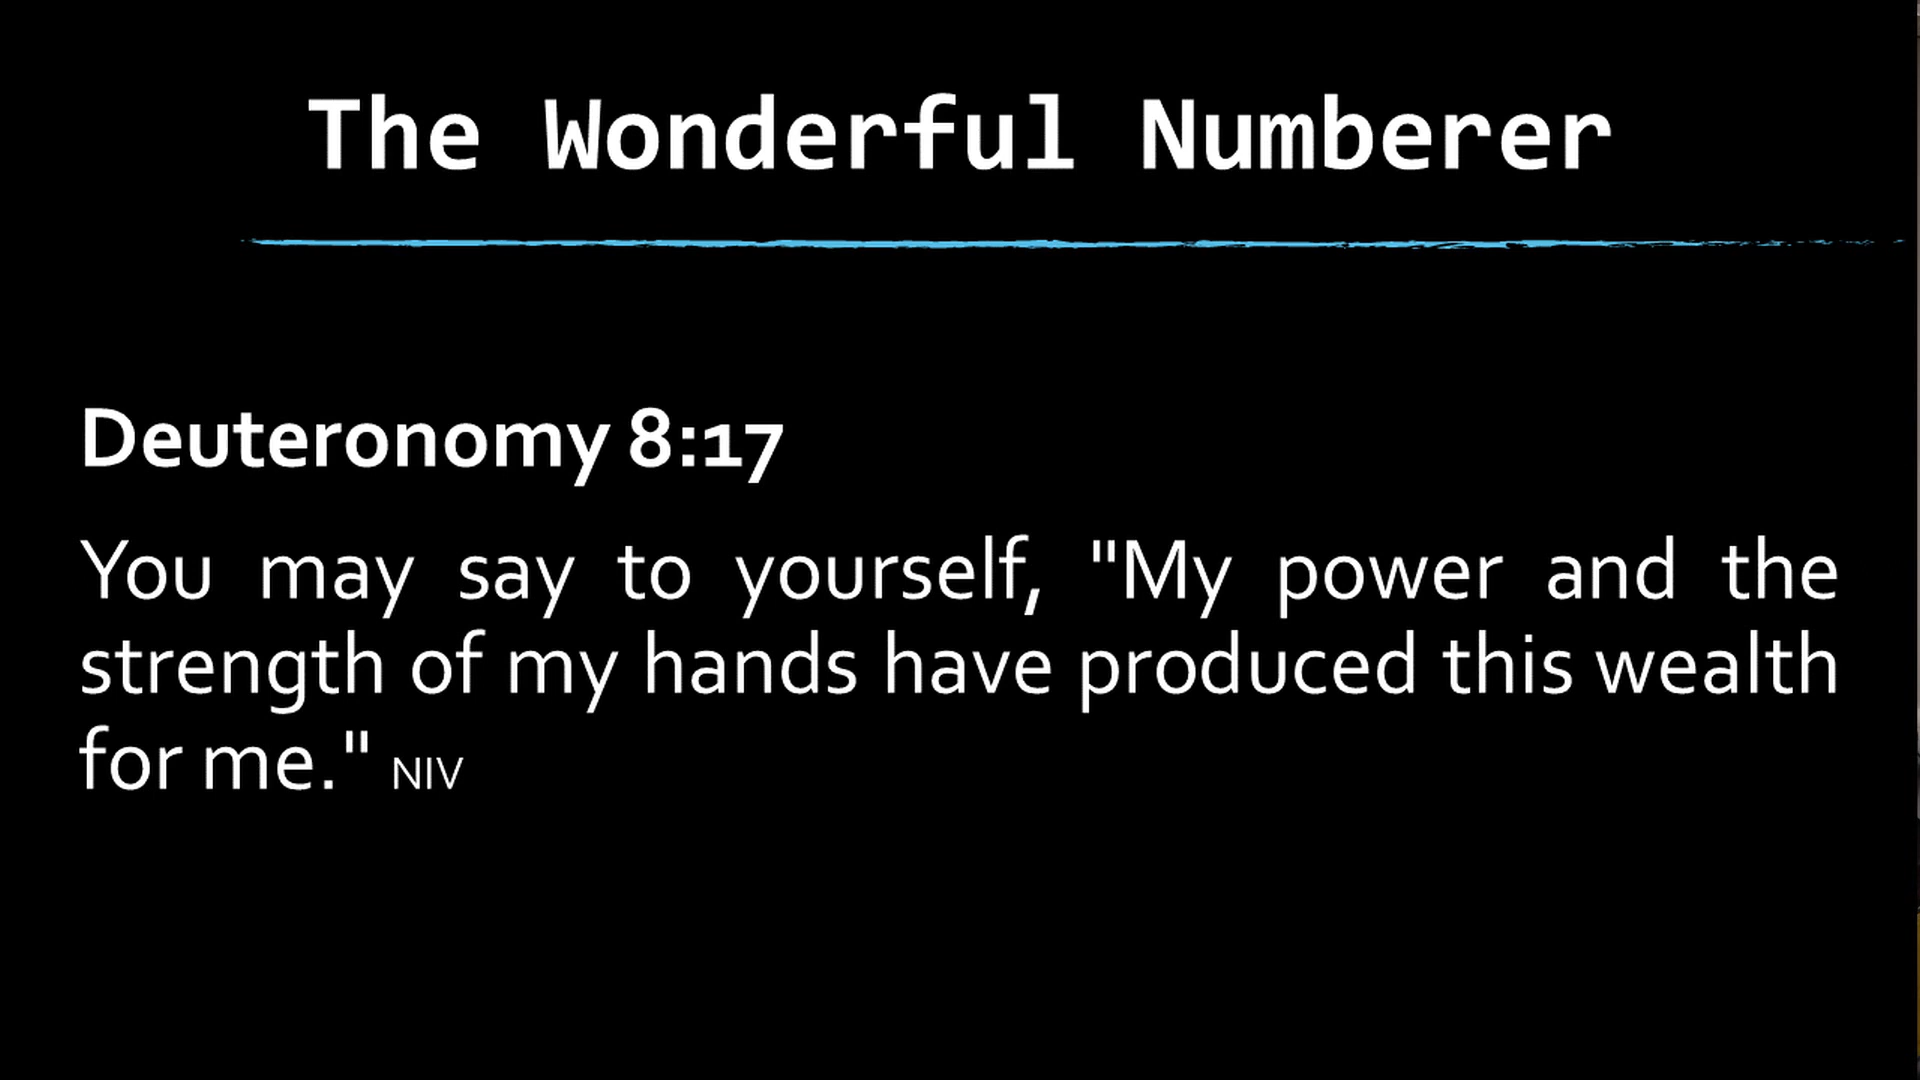 The Wonderful Numberer
Deuteronomy 8:17
You may say to yourself, "My power and the
strength of my hands have produced this wealth
for me." NIV